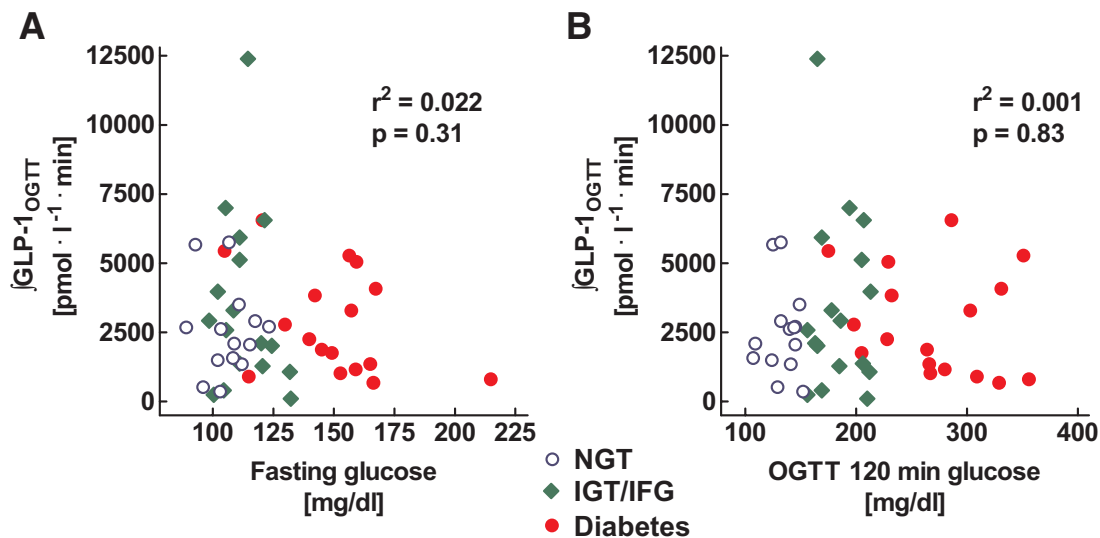 A
∫GLP-1OGTT
[pmol · l-1 · min]
12500
10000
7500
5000
2500
0
r2 = 0.022
p = 0.31
100 125 150 175 200 225
Fasting glucose
[mg/dl]
B
∫GLP-1OGTT
[pmol · l-1 · min]
12500
10000
7500
5000
2500
0
r2 = 0.001
p = 0.83
100 200 300 400
OGTT 120 min glucose
[mg/dl]
NGT
IGT/IFG
Diabetes